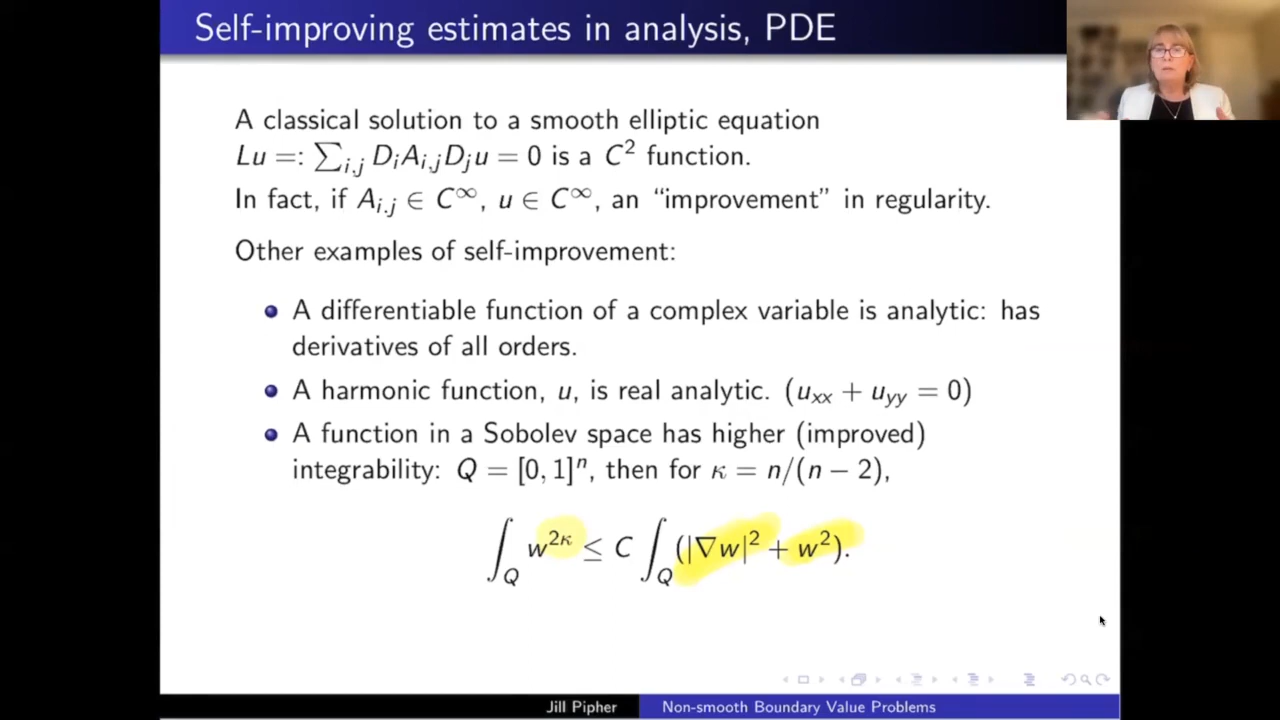 Self-improving estimates in analysis, PDE
A classical solution to a smooth elliptic equation
Lu =: ∑_{i,j} D_i A_{i,j} D_j u = 0 is a C² function.
In fact, if A_{i,j} ∈ C^∞, u ∈ C^∞, an “improvement” in regularity.
Other examples of self-improvement:
A differentiable function of a complex variable is analytic: has
derivatives of all orders.
A harmonic function, u, is real analytic. (u_{xx} + u_{yy} = 0)
A function in a Sobolev space has higher (improved)
integrability: Q = [0, 1]^n, then for κ = n/(n − 2),
∫_Q w^{2κ} ≤ C ∫_Q (|∇w|² + w²).
Jill Pipher Non-smooth Boundary Value Problems